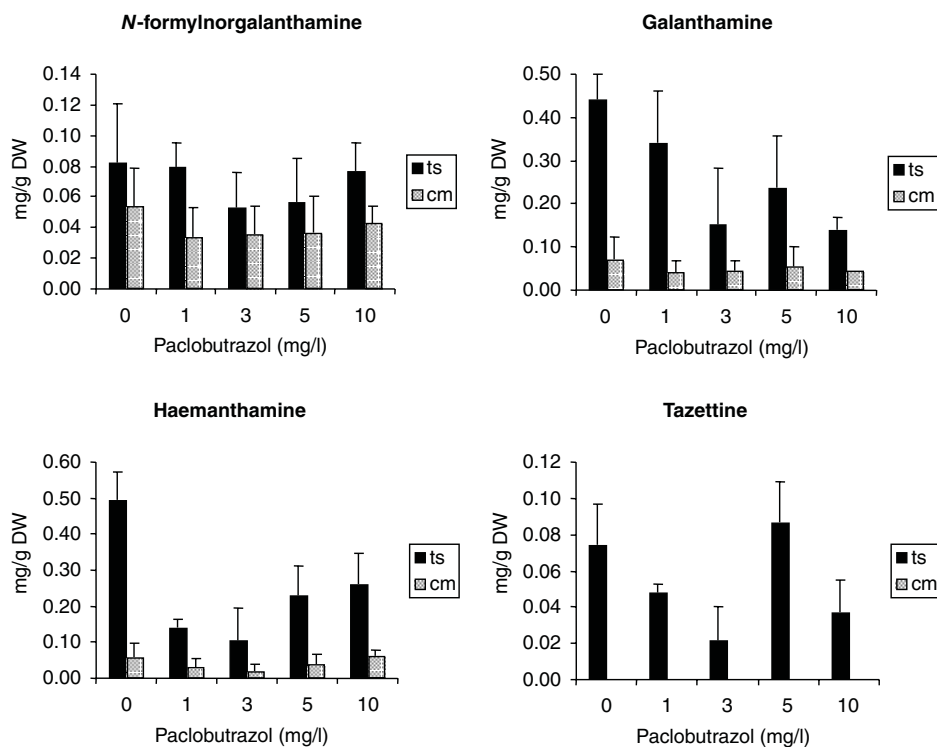 N-formylnorgalanthamine
0.14
0.12
0.10
0.08
0.06
0.04
0.02
0.00
mg/g DW
0 1 3 5 10
Paclobutrazol (mg/l)
ts
cm
Galanthamine
0.50
0.40
0.30
0.20
0.10
0.00
mg/g DW
0 1 3 5 10
Paclobutrazol (mg/l)
ts
cm
Haemanthamine
0.60
0.50
0.40
0.30
0.20
0.10
0.00
mg/g DW
0 1 3 5 10
Paclobutrazol (mg/l)
ts
cm
Tazettine
0.12
0.10
0.08
0.06
0.04
0.02
0.00
mg/g DW
0 1 3 5 10
Paclobutrazol (mg/l)
ts
cm